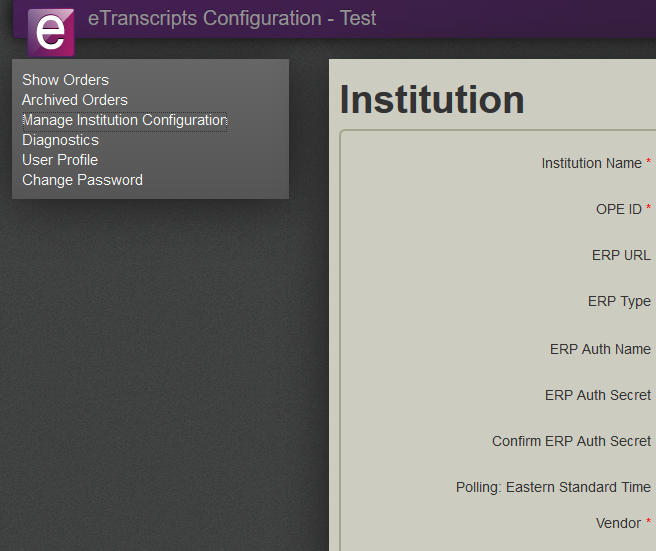 e
eTranscripts Configuration - Test
Show Orders
Archived Orders
Manage Institution Configuration
Diagnostics
User Profile
Change Password
Institution
Institution Name *
OPE ID *
ERP URL
ERP Type
ERP Auth Name
ERP Auth Secret
Confirm ERP Auth Secret
Polling: Eastern Standard Time
Vendor *